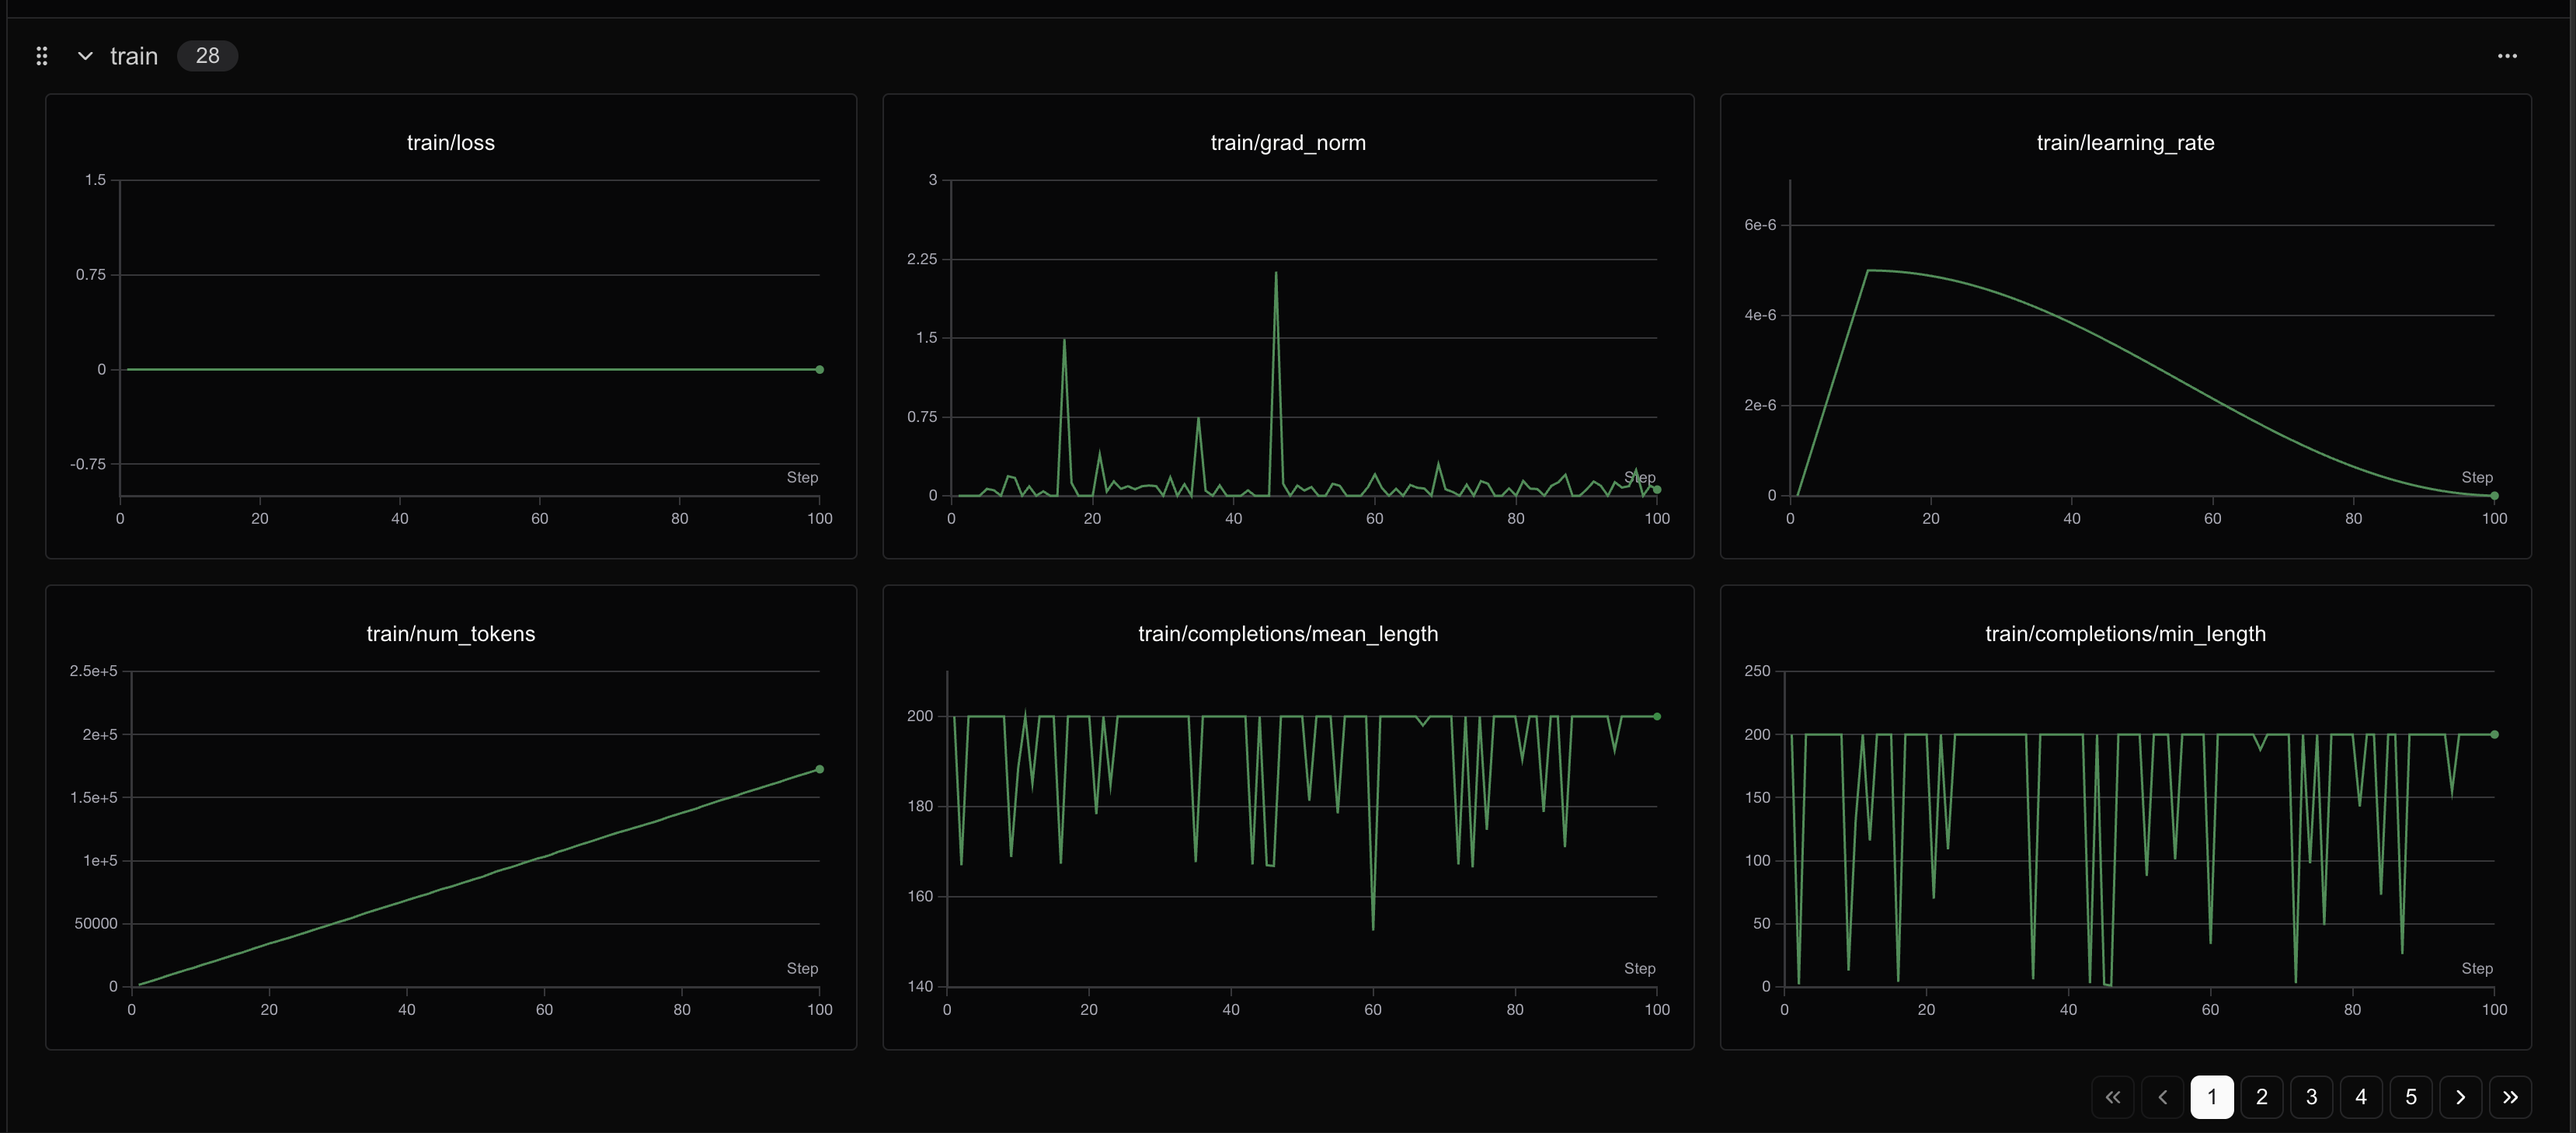 train 28
train/loss
1.5
0.75
0
-0.75
Step
0 20 40 60 80 100
train/grad_norm
3
2.25
1.5
0.75
0
Step
0 20 40 60 80 100
train/learning_rate
6e-6
4e-6
2e-6
0
Step
0 20 40 60 80 100
train/num_tokens
2.5e+5
2e+5
1.5e+5
1e+5
50000
0
Step
0 20 40 60 80 100
train/completions/mean_length
200
180
160
140
Step
0 20 40 60 80 100
train/completions/min_length
250
200
150
100
50
0
Step
0 20 40 60 80 100
1 2 3 4 5